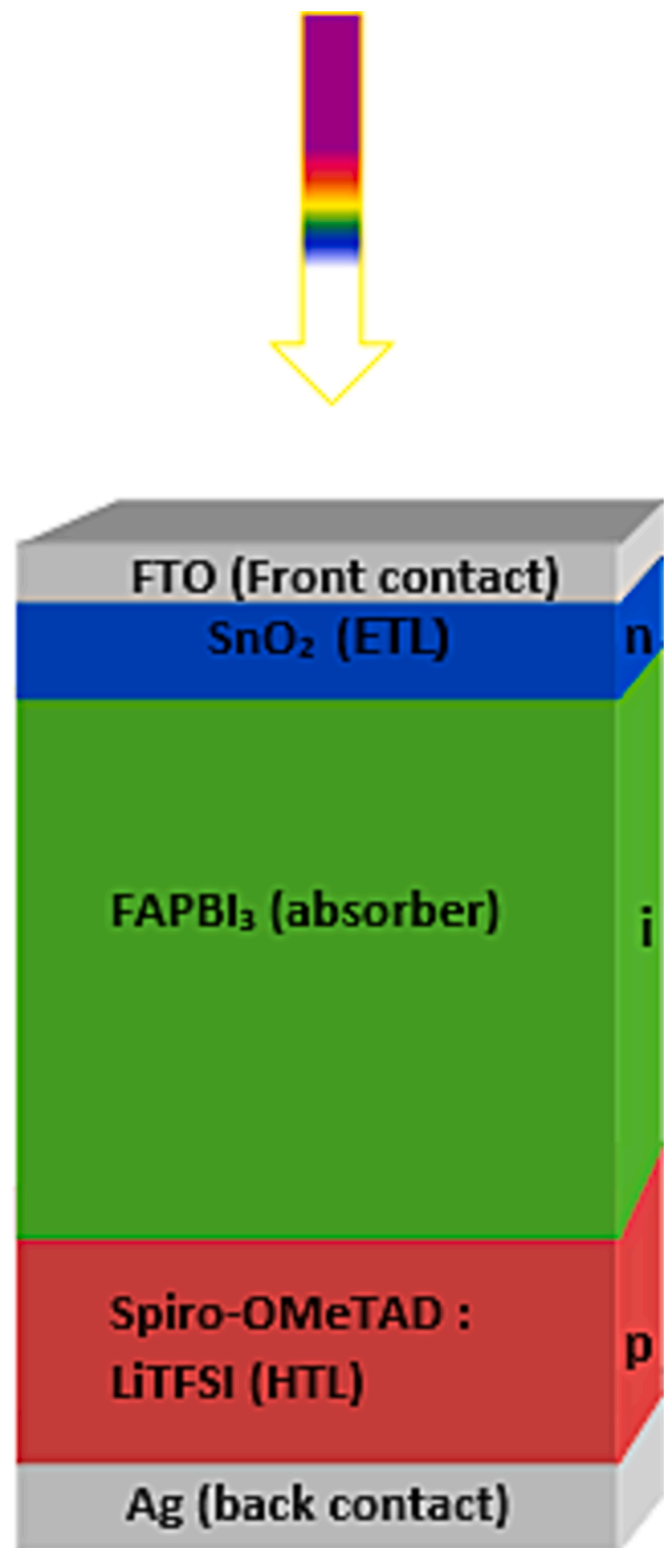 FTO (Front contact)
SnO₂ (ETL) n
FAPBI₃ (absorber) i
Spiro-OMeTAD :
LiTFSI (HTL) p
Ag (back contact)